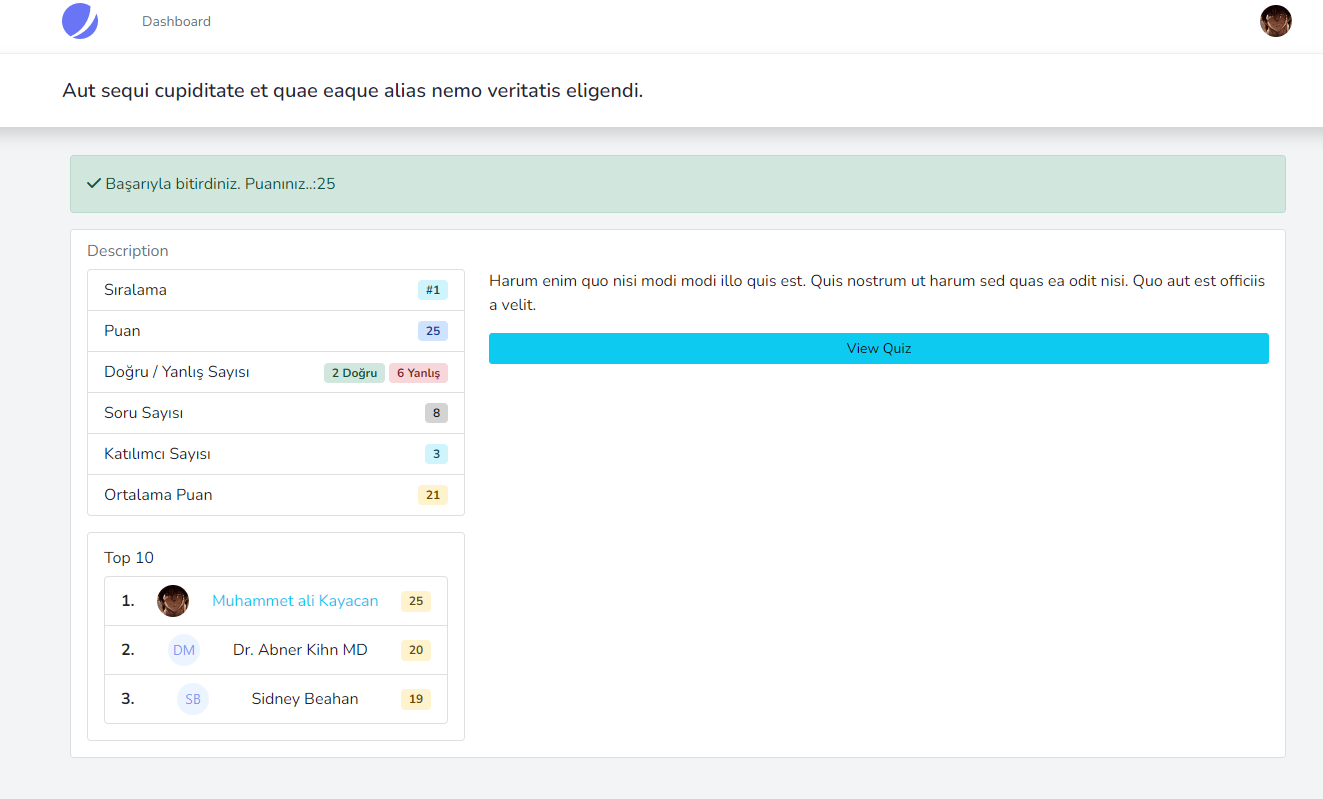 Dashboard
Aut sequi cupiditate et quae eaque alias nemo veritatis eligendi.
Başarıyla bitirdiniz. Puanınız..:25
Description
Sıralama #1
Puan 25
Doğru / Yanlış Sayısı 2 Doğru 6 Yanlış
Soru Sayısı 8
Katılımcı Sayısı 3
Ortalama Puan 21
Harum enim quo nisi modi modi illo quis est. Quis nostrum ut harum sed quas ea odit nisi. Quo aut est officiis
a velit.
View Quiz
Top 10
1. Muhammet ali Kayacan 25
2. DM Dr. Abner Kihn MD 20
3. SB Sidney Beahan 19